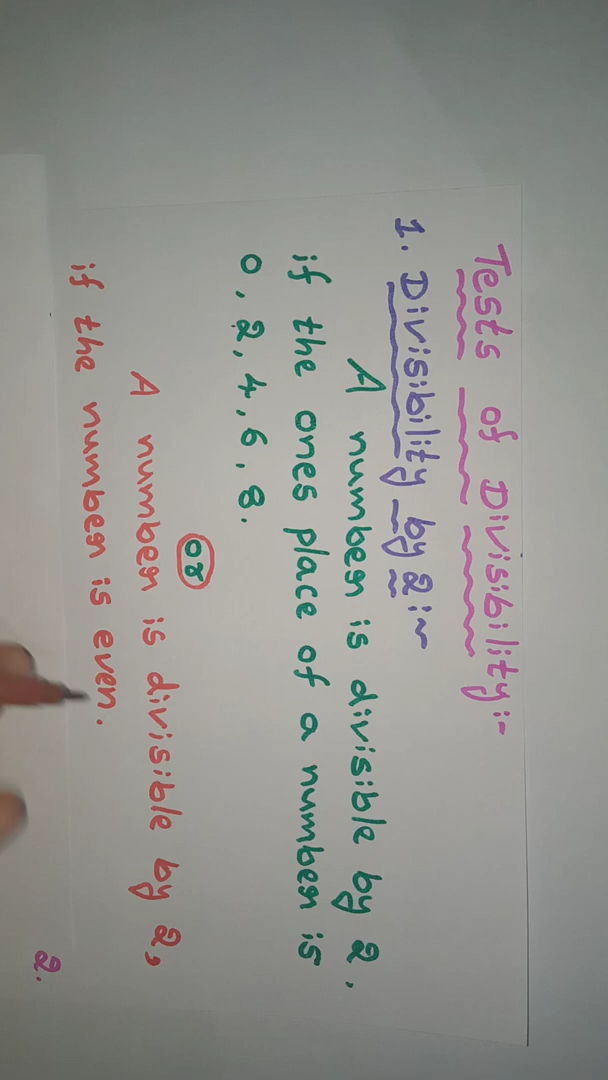 Tests of Divisibility:-
1. Divisibility by 2:~
A number is divisible by 2.
if the ones place of a number is
0, 2, 4, 6, 8.
or
A number is divisible by 2,
if the number is even.
2.